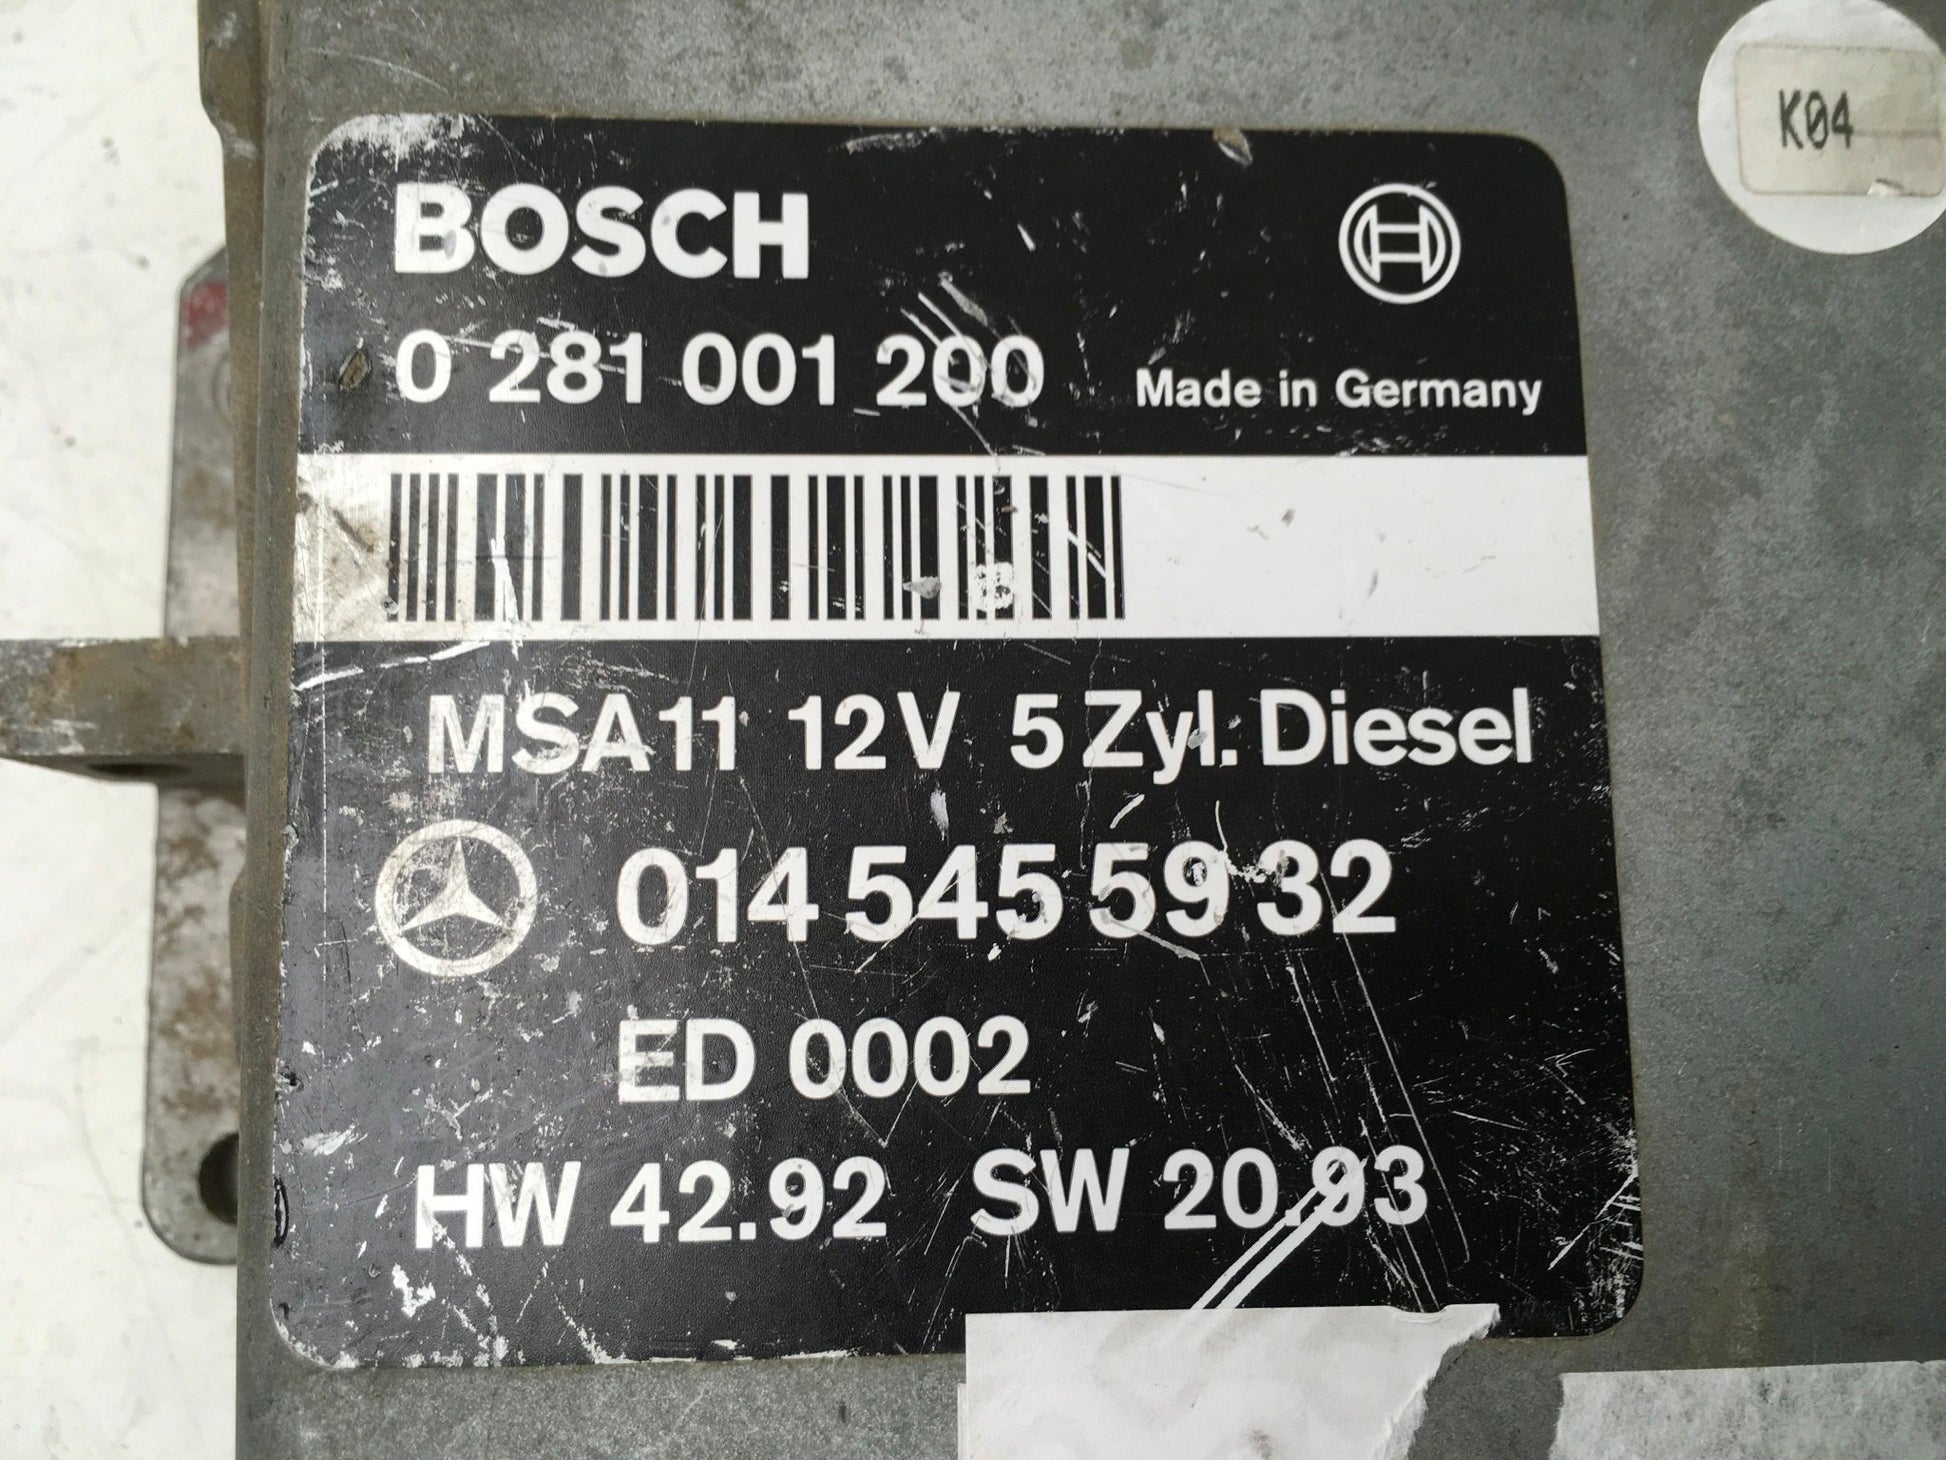 K04
BOSCH
0 281 001 200 Made in Germany
MSA11 12V 5 Zyl. Diesel
014 545 59 32
ED 0002
HW 42.92 SW 20.93